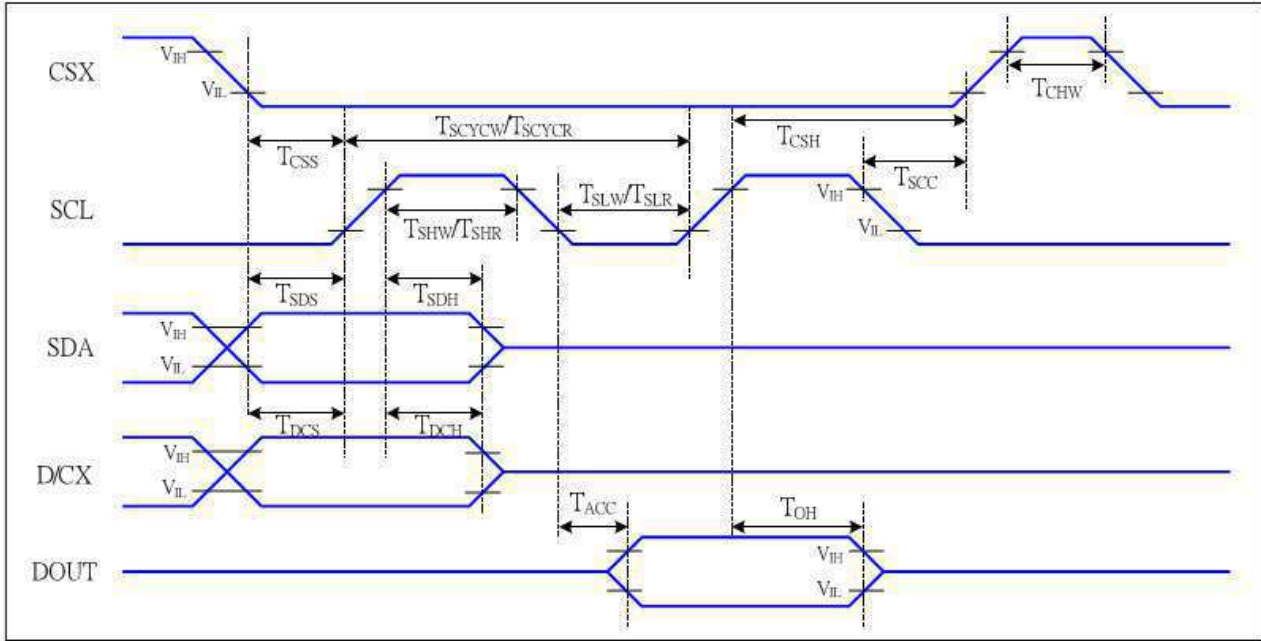 CSX
VIH
VIL
TCHW
TSCYCW/TSCYCR
TCSH
TCSS
TSCC
SCL
TSLW/TSLR
VIH
TSHW/TSHR
VIL
TSDS
TSDH
SDA
VIH
VIL
TDCS
TDCH
D/CX
VIH
VIL
TACC
TOH
DOUT
VIH
VIL